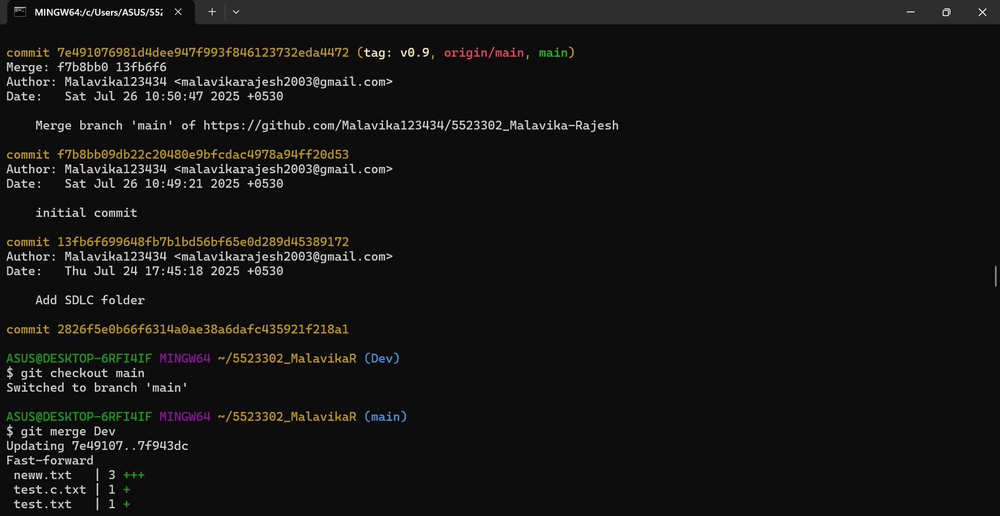 MINGW64:/c/Users/ASUS/552
commit 7e491076981d4dee947f993f846123732eda4472 (tag: v0.9, origin/main, main)
Merge: f7b8bb0 13fb6f6
Author: Malavika123434 <malavikarajesh2003@gmail.com>
Date:   Sat Jul 26 10:50:47 2025 +0530
    Merge branch 'main' of https://github.com/Malavika123434/5523302_Malavika-Rajesh
commit f7b8bb09db22c20480e9bfcdac4978a94ff20d53
Author: Malavika123434 <malavikarajesh2003@gmail.com>
Date:   Sat Jul 26 10:49:21 2025 +0530
    initial commit
commit 13fb6f699648fb7b1bd56bf65e0d289d45389172
Author: Malavika123434 <malavikarajesh2003@gmail.com>
Date:   Thu Jul 24 17:45:18 2025 +0530
    Add SDLC folder
commit 2826f5e0b66f6314a0ae38a6dafc435921f218a1
ASUS@DESKTOP-6RFI4IF MINGW64 ~/5523302_MalavikaR (Dev)
$ git checkout main
Switched to branch 'main'
ASUS@DESKTOP-6RFI4IF MINGW64 ~/5523302_MalavikaR (main)
$ git merge Dev
Updating 7e49107..7f943dc
Fast-forward
 neww.txt   | 3 +++
 test.c.txt | 1 +
 test.txt   | 1 +